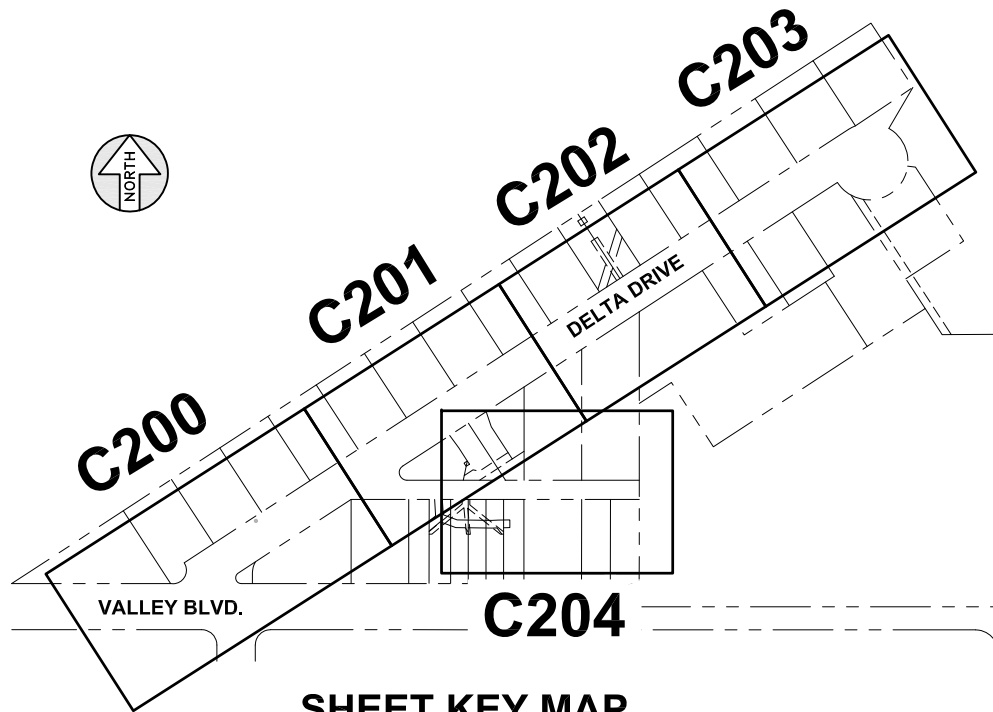 C203
C202
NORTH
C201
DELTA DRIVE
C200
VALLEY BLVD.
C204
SHEET KEY MAP